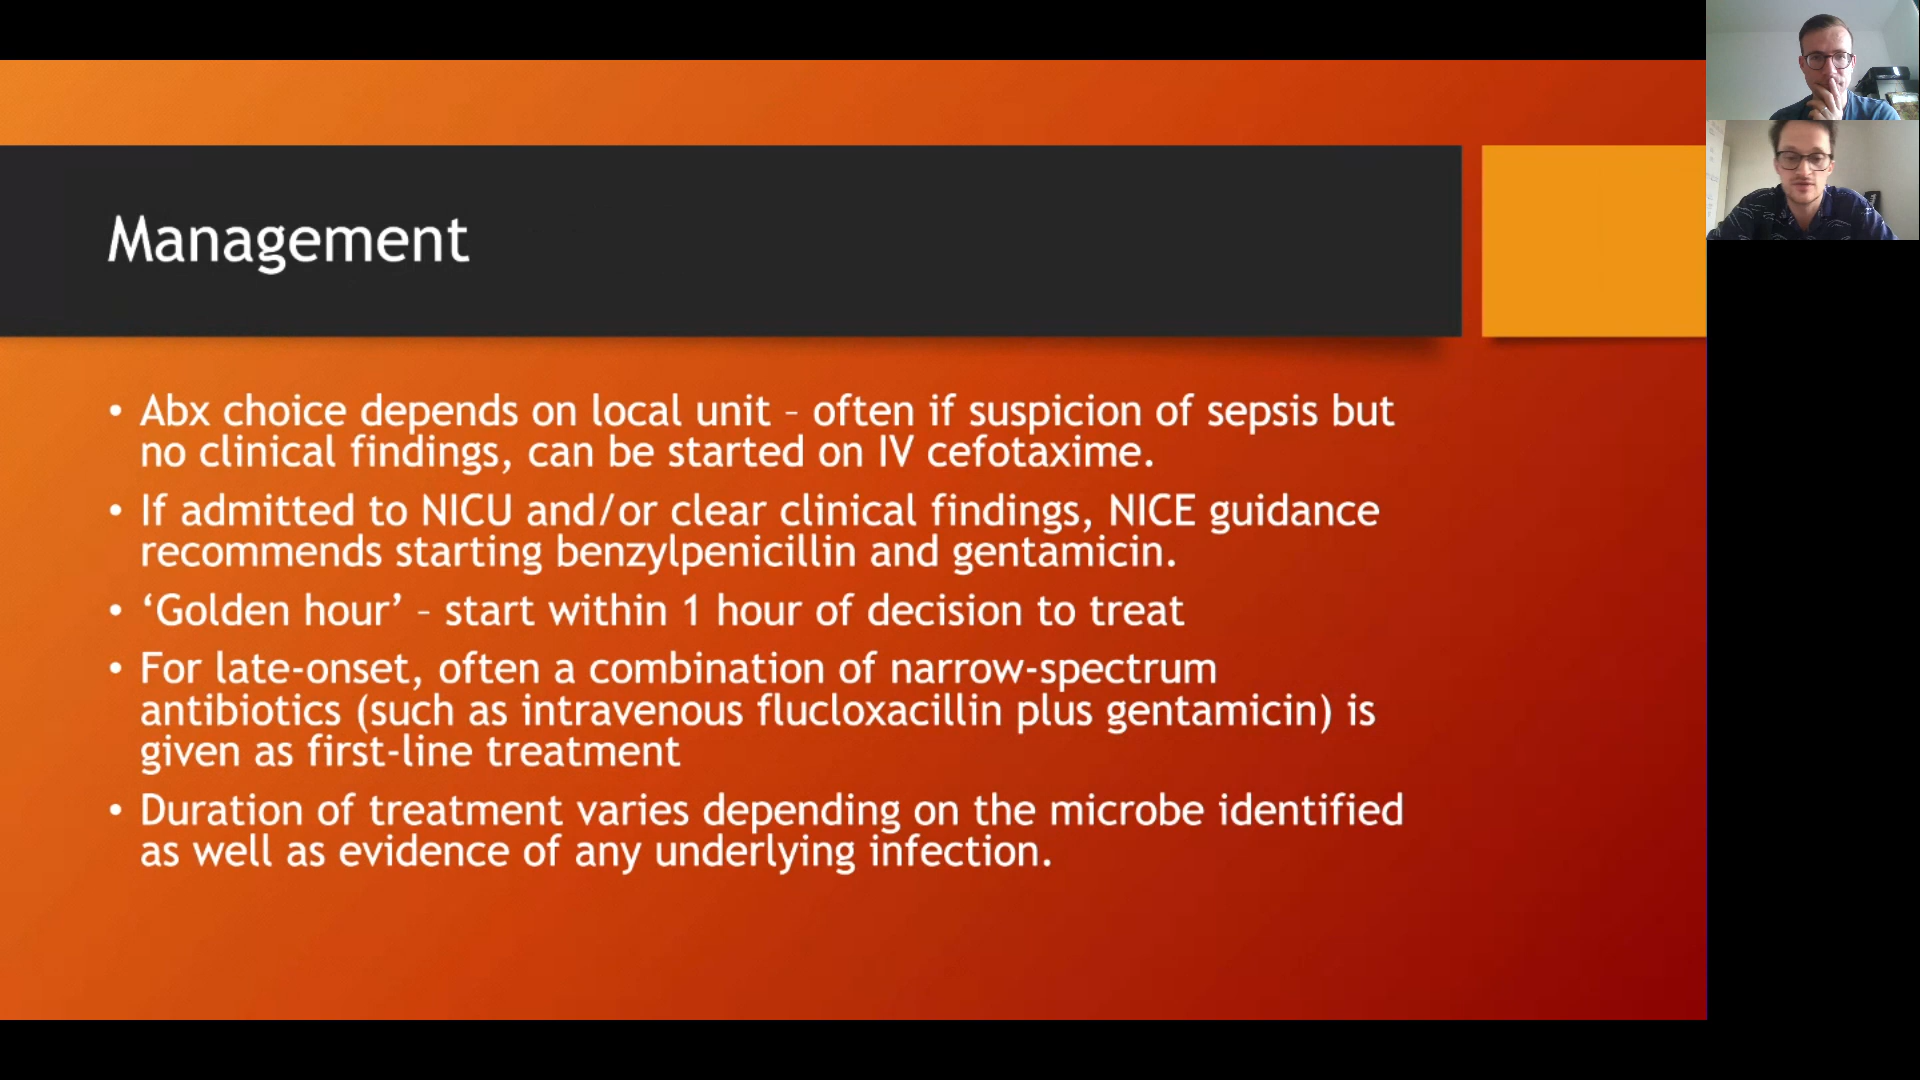 Management
• Abx choice depends on local unit – often if suspicion of sepsis but
no clinical findings, can be started on IV cefotaxime.
• If admitted to NICU and/or clear clinical findings, NICE guidance
recommends starting benzylpenicillin and gentamicin.
• ‘Golden hour’ – start within 1 hour of decision to treat
• For late-onset, often a combination of narrow-spectrum
antibiotics (such as intravenous flucloxacillin plus gentamicin) is
given as first-line treatment
• Duration of treatment varies depending on the microbe identified
as well as evidence of any underlying infection.